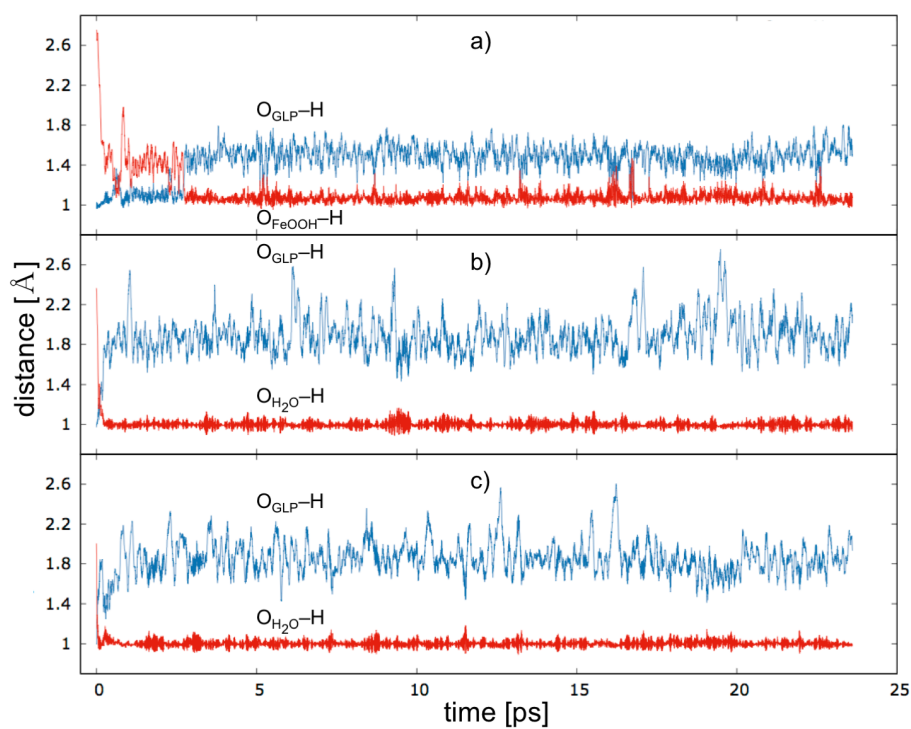 a)
2.6
2.2
O_GLP–H
1.8
1.4
1
O_FeOOH–H
O_GLP–H
b)
2.6
2.2
1.8
distance [Å]
1.4
O_H₂O–H
1
c)
2.6
O_GLP–H
2.2
1.8
1.4
O_H₂O–H
1
0 5 10 15 20 25
time [ps]